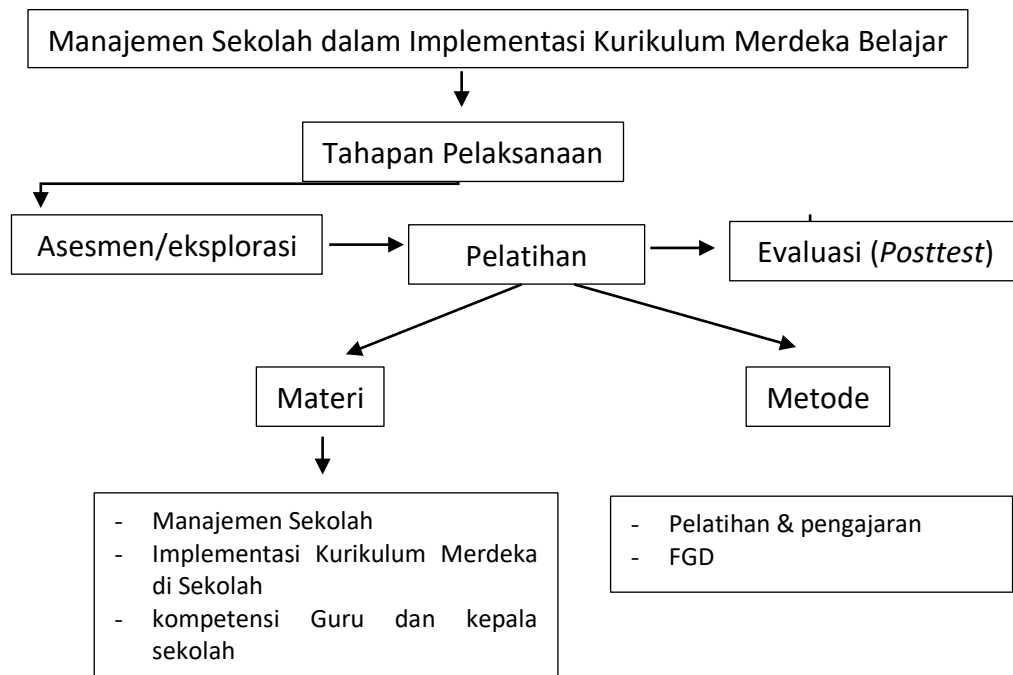 Manajemen Sekolah dalam Implementasi Kurikulum Merdeka Belajar
Tahapan Pelaksanaan
Asesmen/eksplorasi
Pelatihan
Evaluasi (Posttest)
Materi
Metode
- Manajemen Sekolah
- Implementasi Kurikulum Merdeka
di Sekolah
- kompetensi Guru dan kepala
sekolah
- Pelatihan & pengajaran
- FGD